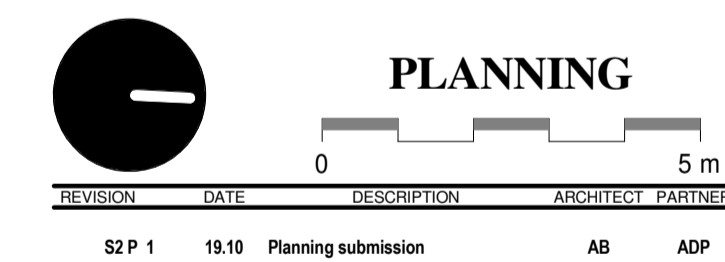 PLANNING
0 5 m
REVISION DATE DESCRIPTION ARCHITECT PARTNER
S2 P 1 19.10 Planning submission AB ADP